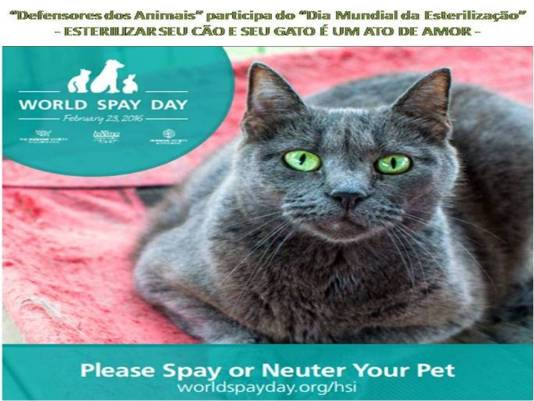 “Defensores dos Animais” participa do “Dia Mundial da Esterilização”
- ESTERILIZAR SEU CÃO E SEU GATO É UM ATO DE AMOR -
WORLD SPAY DAY
February 23, 2016
Please Spay or Neuter Your Pet
worldspayday.org/hsi